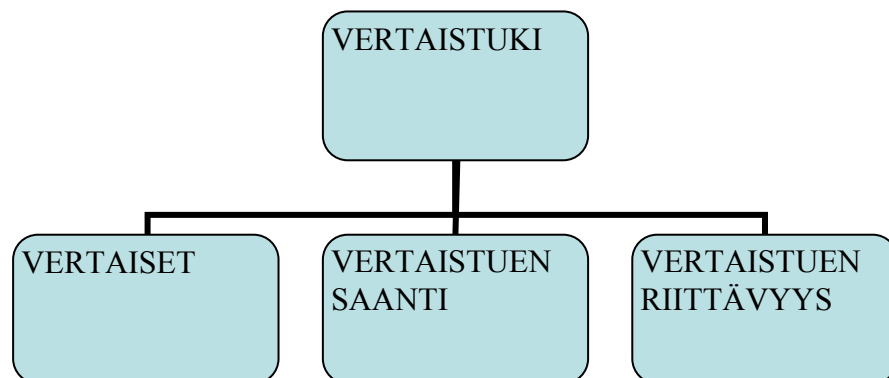 VERTAISTUKI
VERTAISET
VERTAISTUEN
SAANTI
VERTAISTUEN
RIITTÄVYYS